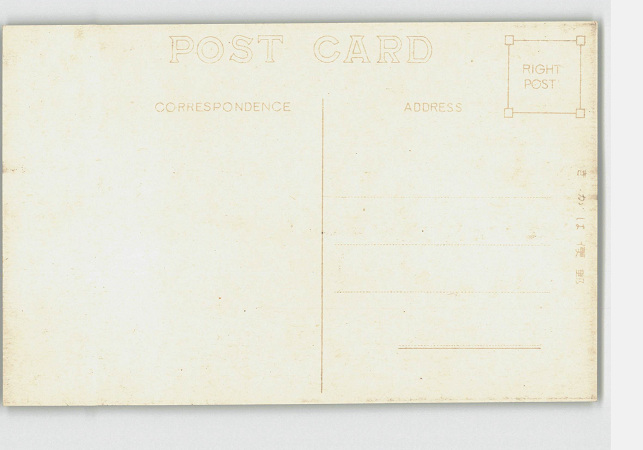 POST CARD
CORRESPONDENCE
ADDRESS
RIGHT
POST